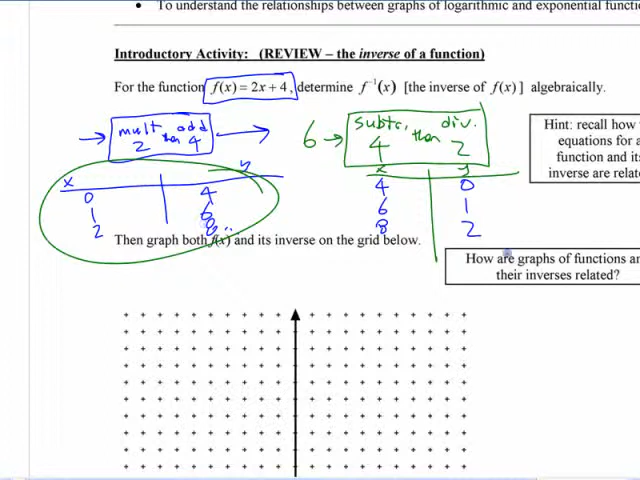 • To understand the relationships between graphs of logarithmic and exponential func
Introductory Activity: (REVIEW – the inverse of a function)
For the function f(x) = 2x + 4, determine f⁻¹(x) [the inverse of f(x)] algebraically.
mult 2 then add 4
6 → subtr. 4 then div. 2
Hint: recall how
equations for a
function and its
inverse are rela
x y
0 4
1 6
2 8..
x y
4 0
6 1
8 2
Then graph both f(x) and its inverse on the grid below.
How are graphs of functions an
their inverses related?